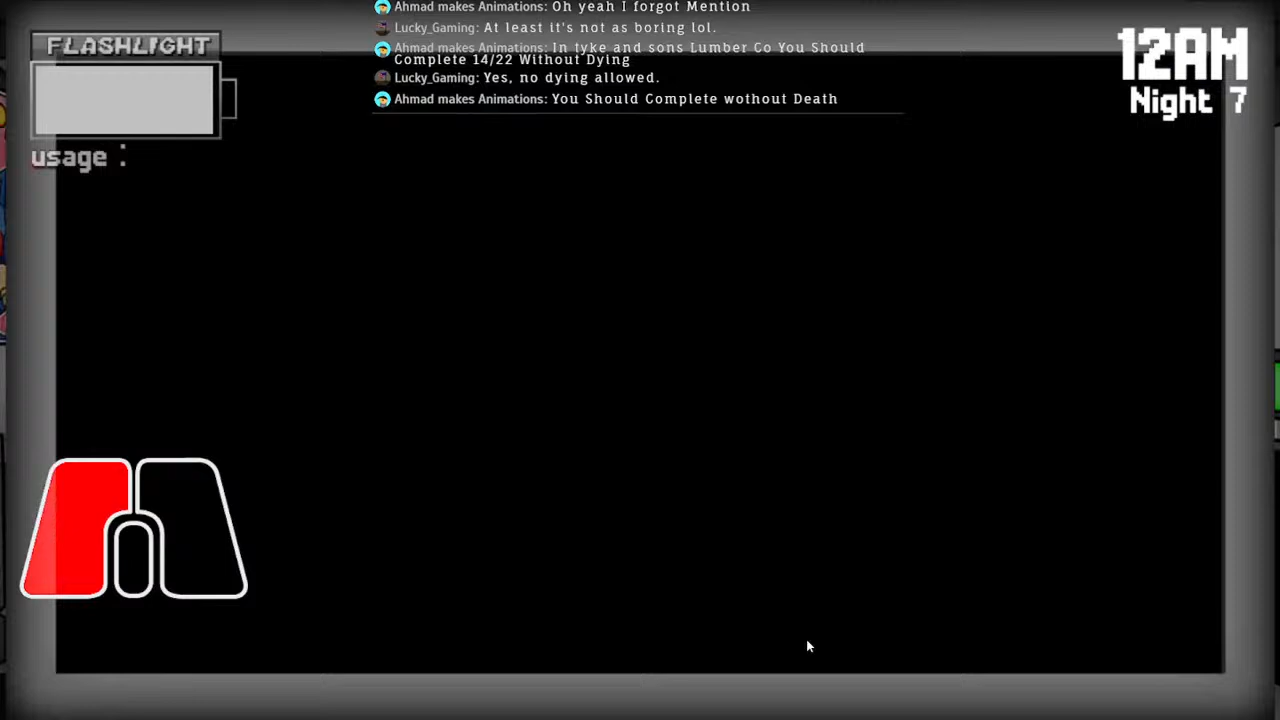 Ahmad makes Animations: Oh yeah I forgot Mention
Lucky_Gaming: At least it's not as boring lol.
Ahmad makes Animations: In tyke and sons Lumber Co You Should
Complete 14/22 Without Dying
Lucky_Gaming: Yes, no dying allowed.
Ahmad makes Animations: You Should Complete wothout Death
FLASHLIGHT
usage :
12AM
Night 7